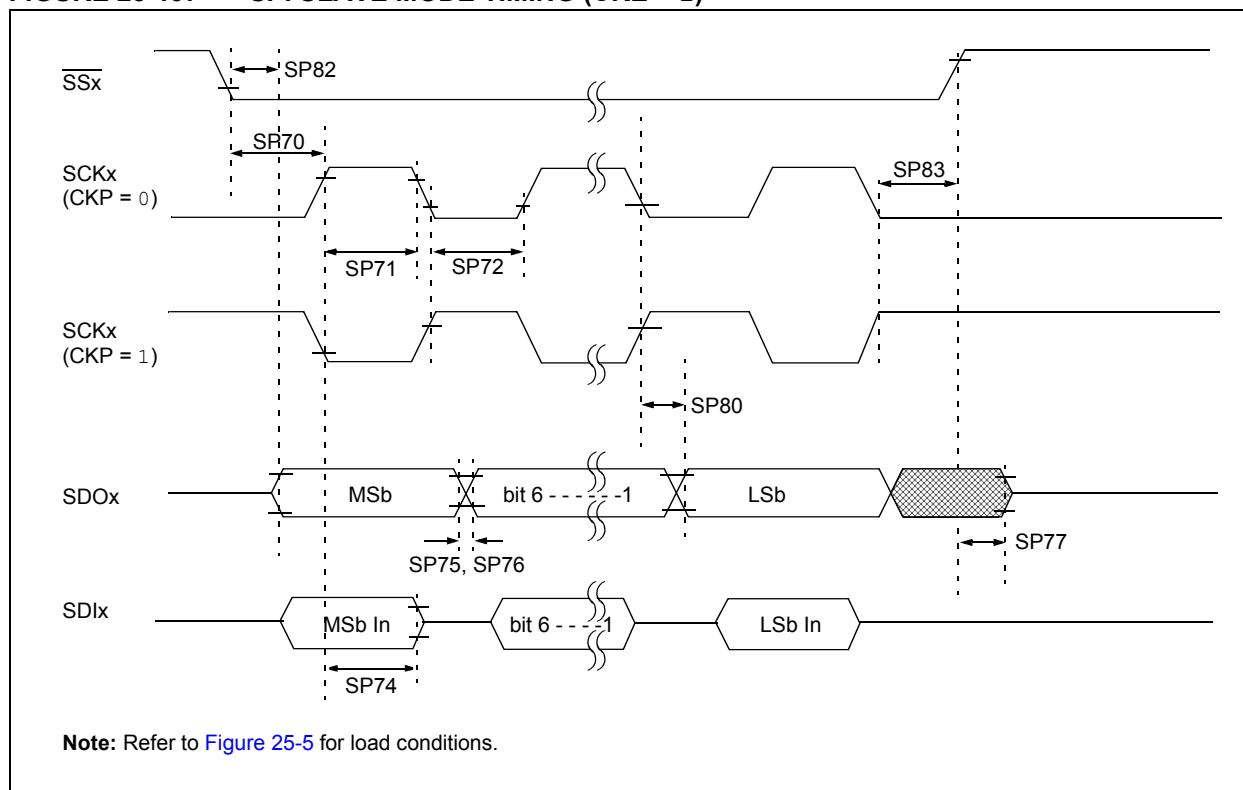 SSx
SP82
SP70
SCKx
(CKP = 0)
SP83
SP71
SP72
SCKx
(CKP = 1)
SP80
SDOx
MSb
bit 6 - - - - - -1
LSb
SP75, SP76
SP77
SDIx
MSb In
bit 6 - - - -1
LSb In
SP74
Note: Refer to Figure 25-5 for load conditions.